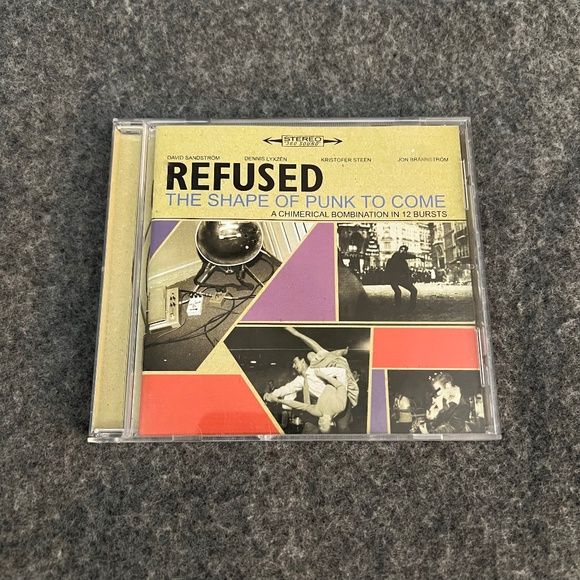 STEREO
360 SOUND
DAVID SANDSTRÖM DENNIS LYXZÉN KRISTOFER STEEN JON BRÄNNSTRÖM
REFUSED
THE SHAPE OF PUNK TO COME
A CHIMERICAL BOMBINATION IN 12 BURSTS